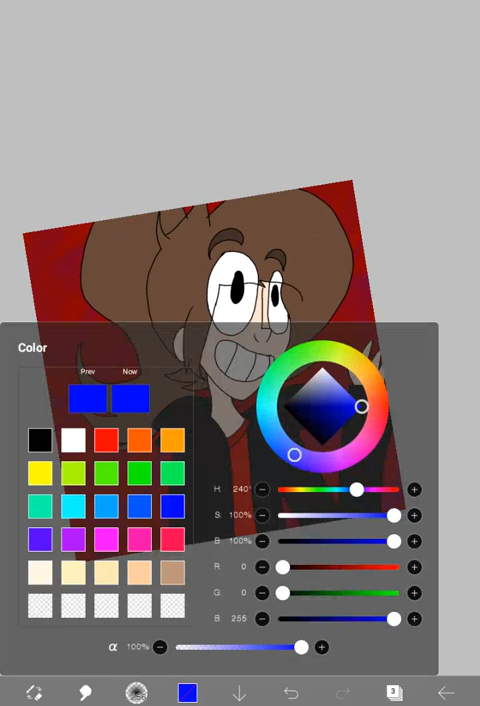 Color
Prev Now
H: 240°
S: 100%
B: 100%
R: 0
G: 0
B: 255
α 100%
3